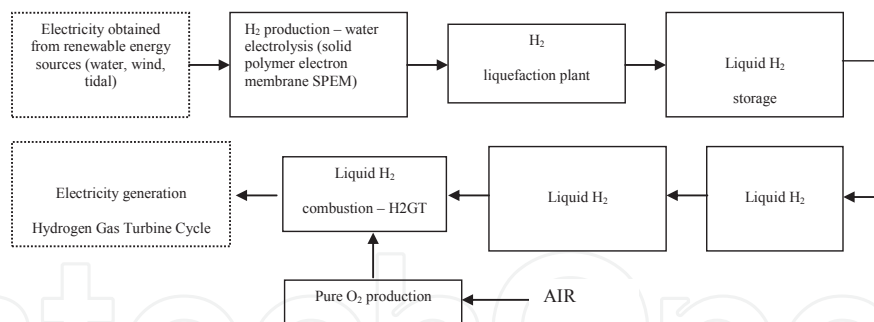 Electricity obtained
from renewable energy
sources (water, wind,
tidal)
H₂ production – water
electrolysis (solid
polymer electron
membrane SPEM)
H₂
liquefaction plant
Liquid H₂
storage
Electricity generation
Hydrogen Gas Turbine Cycle
Liquid H₂
combustion – H2GT
Liquid H₂
Liquid H₂
Pure O₂ production
AIR